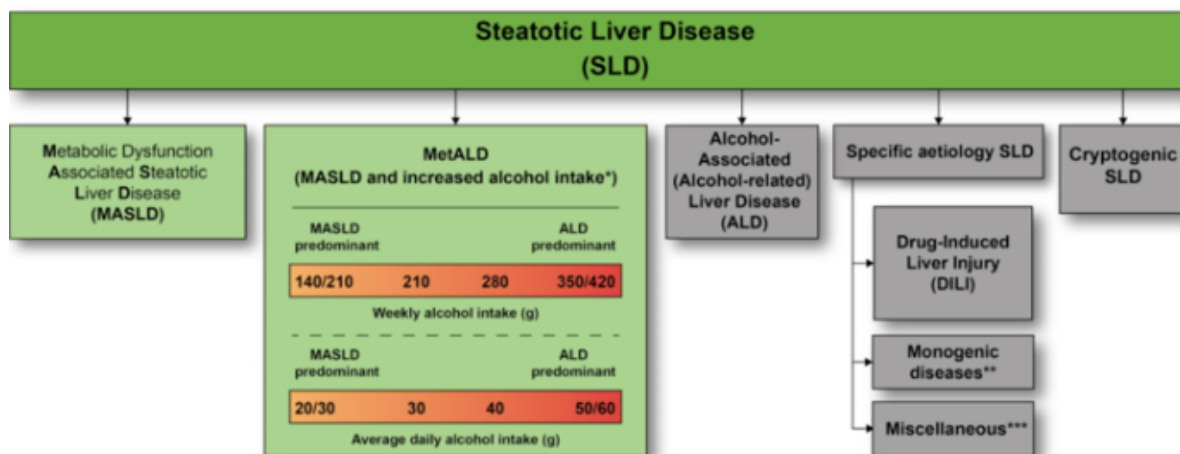 Steatotic Liver Disease
(SLD)
Metabolic Dysfunction
Associated Steatotic
Liver Disease
(MASLD)
MetALD
(MASLD and increased alcohol intake*)
MASLD predominant
ALD predominant
140/210 210 280 350/420
Weekly alcohol intake (g)
MASLD predominant
ALD predominant
20/30 30 40 50/60
Average daily alcohol intake (g)
Alcohol-
Associated
(Alcohol-related)
Liver Disease
(ALD)
Specific aetiology SLD
Drug-Induced
Liver Injury
(DILI)
Monogenic
diseases**
Miscellaneous***
Cryptogenic
SLD